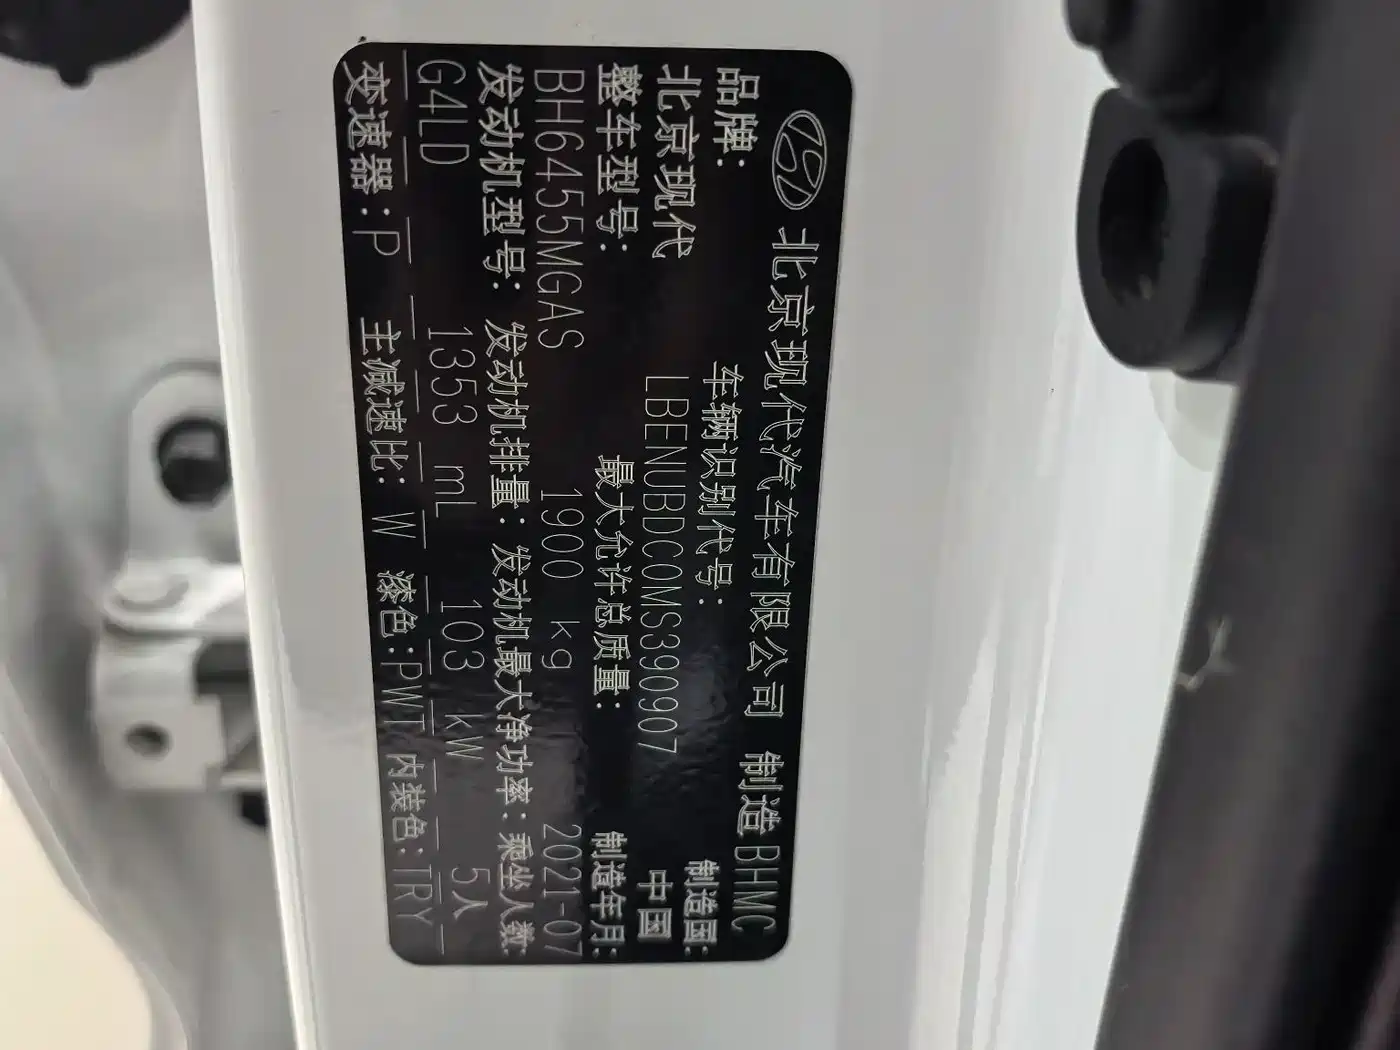 北京现代汽车有限公司 制造BHMC
品牌: 车辆识别代号: 制造国:
北京现代 LBENUBDC0MS390907 中国
整车型号: 最大允许总质量: 制造年月:
BH6455MGAS 1900 kg 2021-07
发动机型号: 发动机排量: 发动机最大净功率: 乘坐人数:
G4LD 1353 mL 103 kW 5人
变速器:P 主减速比: W 漆色:PWT 内装色:TRY